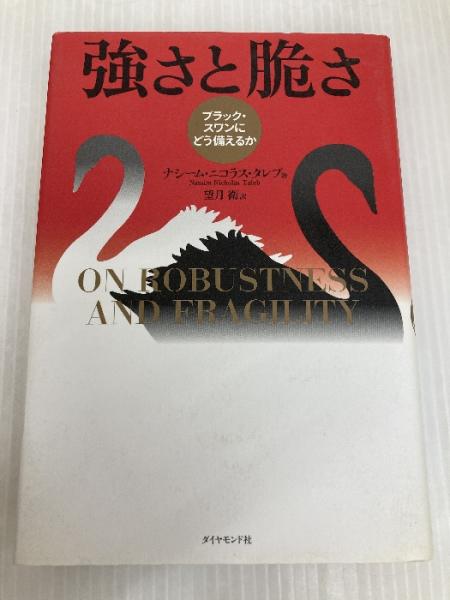 強さと脆さ
ブラック・
スワンに
どう備えるか
ナシーム・ニコラス・タレブ 著
Nassim Nicholas Taleb
望月 衛 訳
ON ROBUSTNESS
AND FRAGILITY
ダイヤモンド社